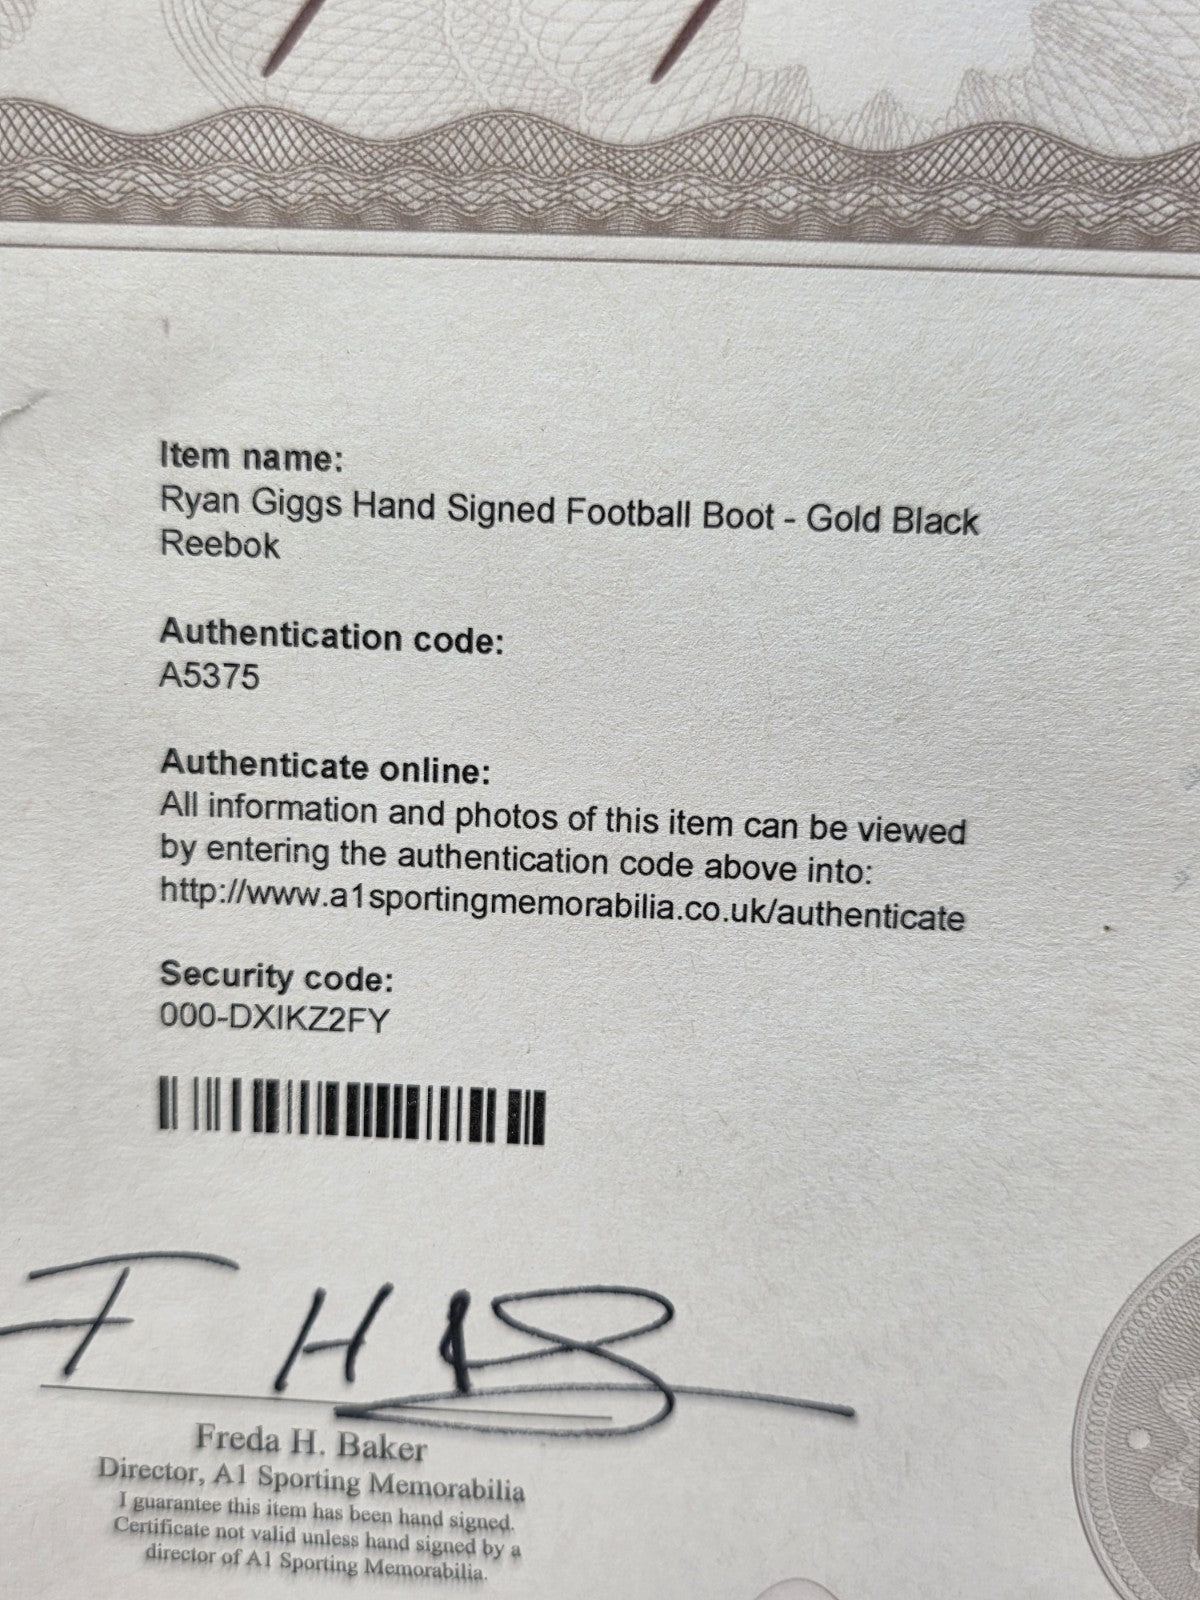 Item name:
Ryan Giggs Hand Signed Football Boot - Gold Black
Reebok
Authentication code:
A5375
Authenticate online:
All information and photos of this item can be viewed
by entering the authentication code above into:
http://www.a1sportingmemorabilia.co.uk/authenticate
Security code:
000-DXIKZ2FY
F H B
Freda H. Baker
Director, A1 Sporting Memorabilia
I guarantee this item has been hand signed.
Certificate not valid unless hand signed by a
director of A1 Sporting Memorabilia.